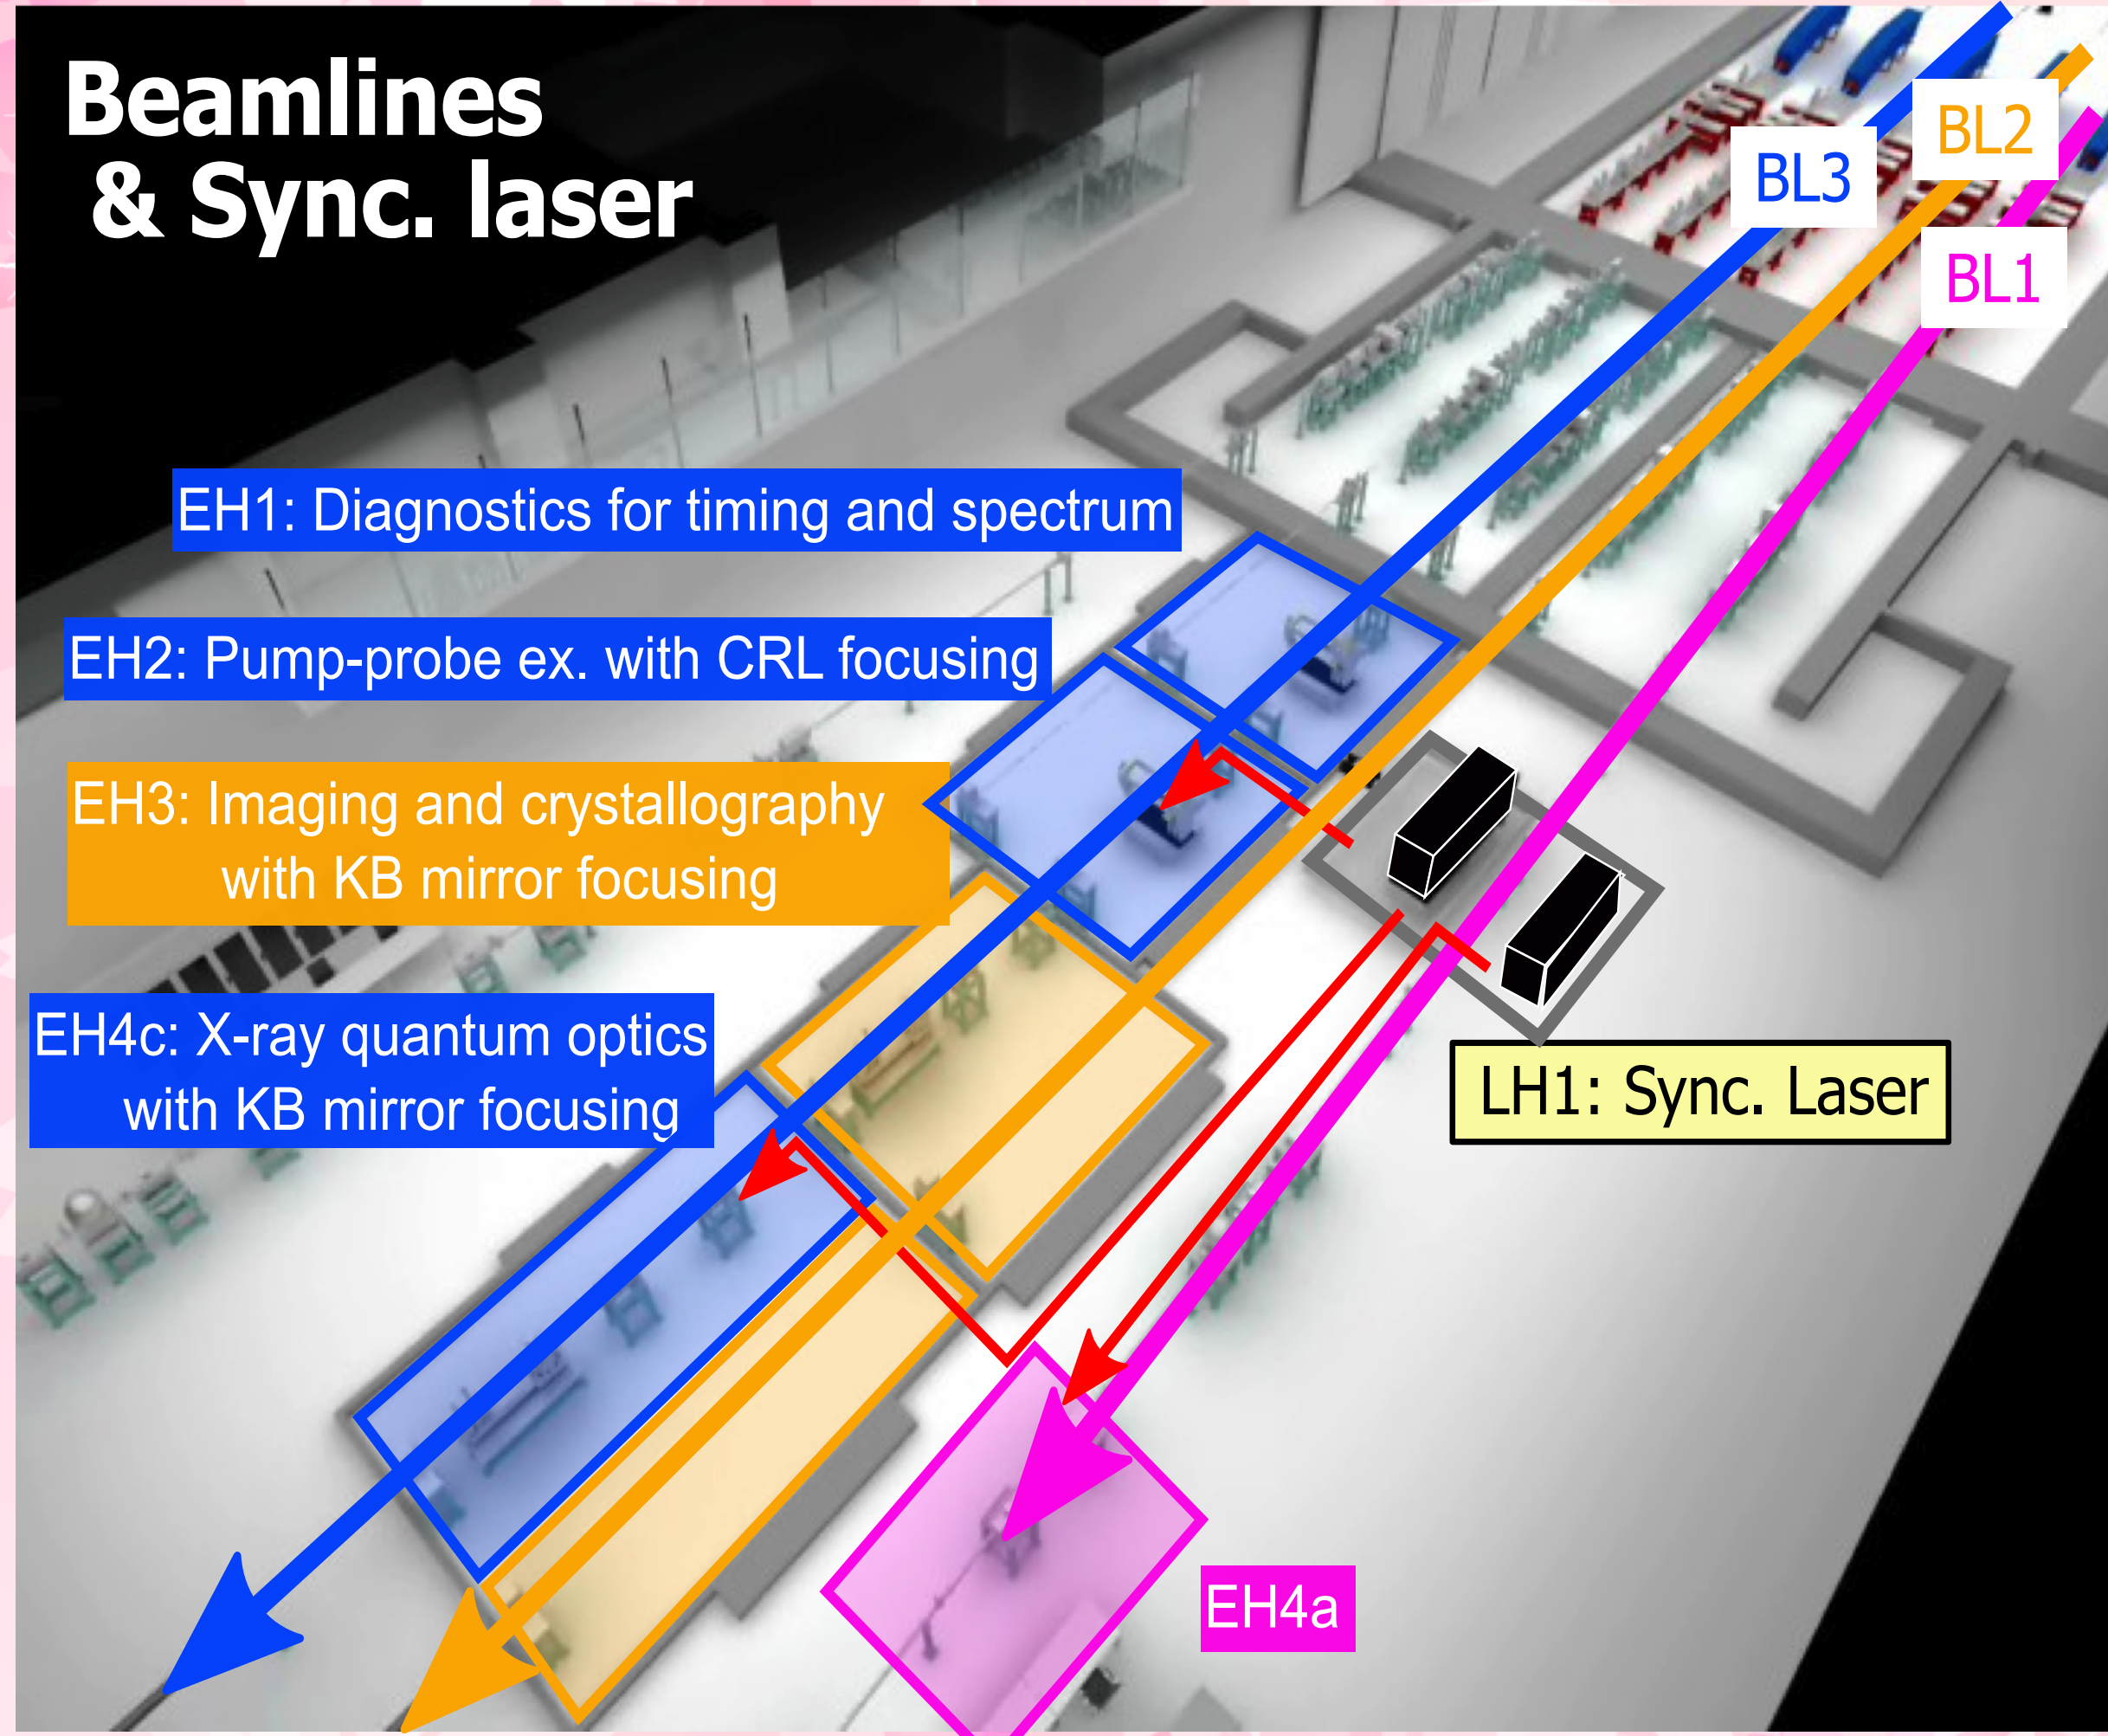 Beamlines
& Sync. laser
BL3
BL2
BL1
EH1: Diagnostics for timing and spectrum
EH2: Pump-probe ex. with CRL focusing
EH3: Imaging and crystallography
with KB mirror focusing
EH4c: X-ray quantum optics
with KB mirror focusing
LH1: Sync. Laser
EH4a